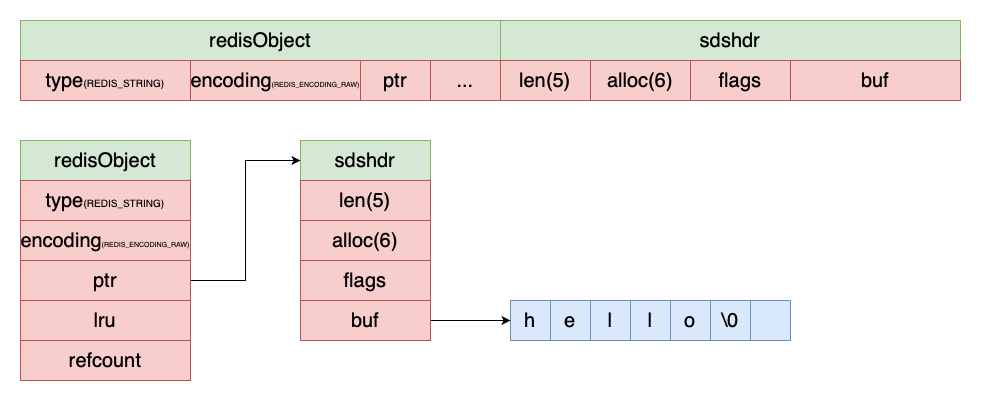 redisObject sdshdr
type(REDIS_STRING) encoding(REDIS_ENCODING_RAW) ptr ... len(5) alloc(6) flags buf
redisObject sdshdr
type(REDIS_STRING) len(5)
encoding(REDIS_ENCODING_RAW) alloc(6)
ptr flags
lru buf h e l l o \0
refcount